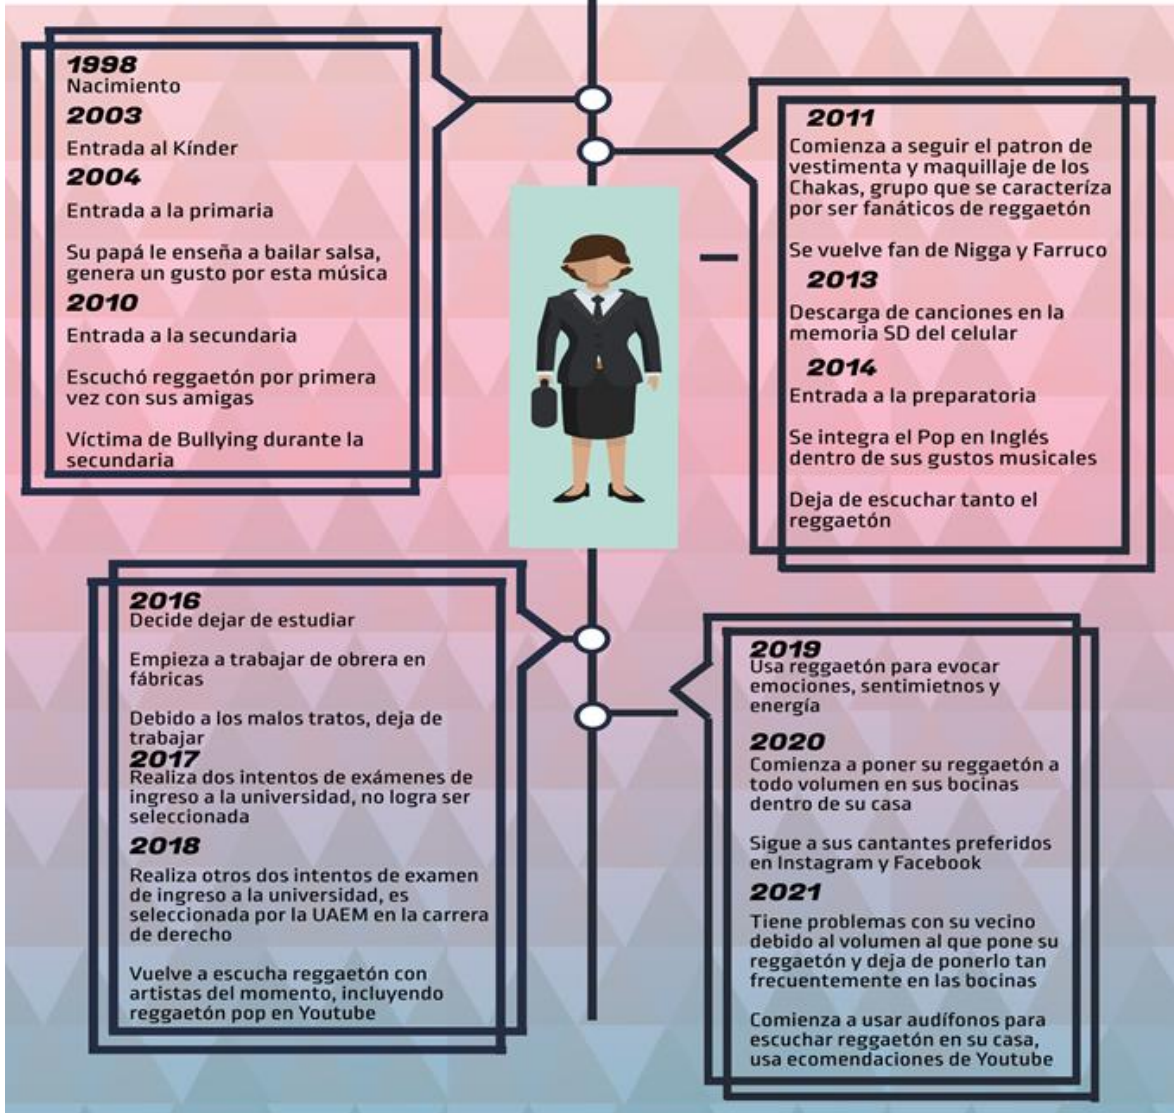 1998
Nacimiento
2003
Entrada al Kínder
2004
Entrada a la primaria
Su papá le enseña a bailar salsa,
genera un gusto por esta música
2010
Entrada a la secundaria
Escuchó reggaetón por primera
vez con sus amigas
Víctima de Bullying durante la
secundaria
2011
Comienza a seguir el patron de
vestimenta y maquillaje de los
Chakas, grupo que se caracteríza
por ser fanáticos de reggaetón
Se vuelve fan de Nigga y Farruco
2013
Descarga de canciones en la
memoria SD del celular
2014
Entrada a la preparatoria
Se integra el Pop en Inglés
dentro de sus gustos musicales
Deja de escuchar tanto el
reggaetón
2016
Decide dejar de estudiar
Empieza a trabajar de obrera en
fábricas
Debido a los malos tratos, deja de
trabajar
2017
Realiza dos intentos de exámenes de
ingreso a la universidad, no logra ser
seleccionada
2018
Realiza otros dos intentos de examen
de ingreso a la universidad, es
seleccionada por la UAEM en la carrera
de derecho
Vuelve a escucha reggaetón con
artistas del momento, incluyendo
reggaetón pop en Youtube
2019
Usa reggaetón para evocar
emociones, sentimietnos y
energía
2020
Comienza a poner su reggaetón a
todo volumen en sus bocinas
dentro de su casa
Sigue a sus cantantes preferidos
en Instagram y Facebook
2021
Tiene problemas con su vecino
debido al volumen al que pone su
reggaetón y deja de ponerlo tan
frecuentemente en las bocinas
Comienza a usar audífonos para
escuchar reggaetón en su casa,
usa ecomendaciones de Youtube